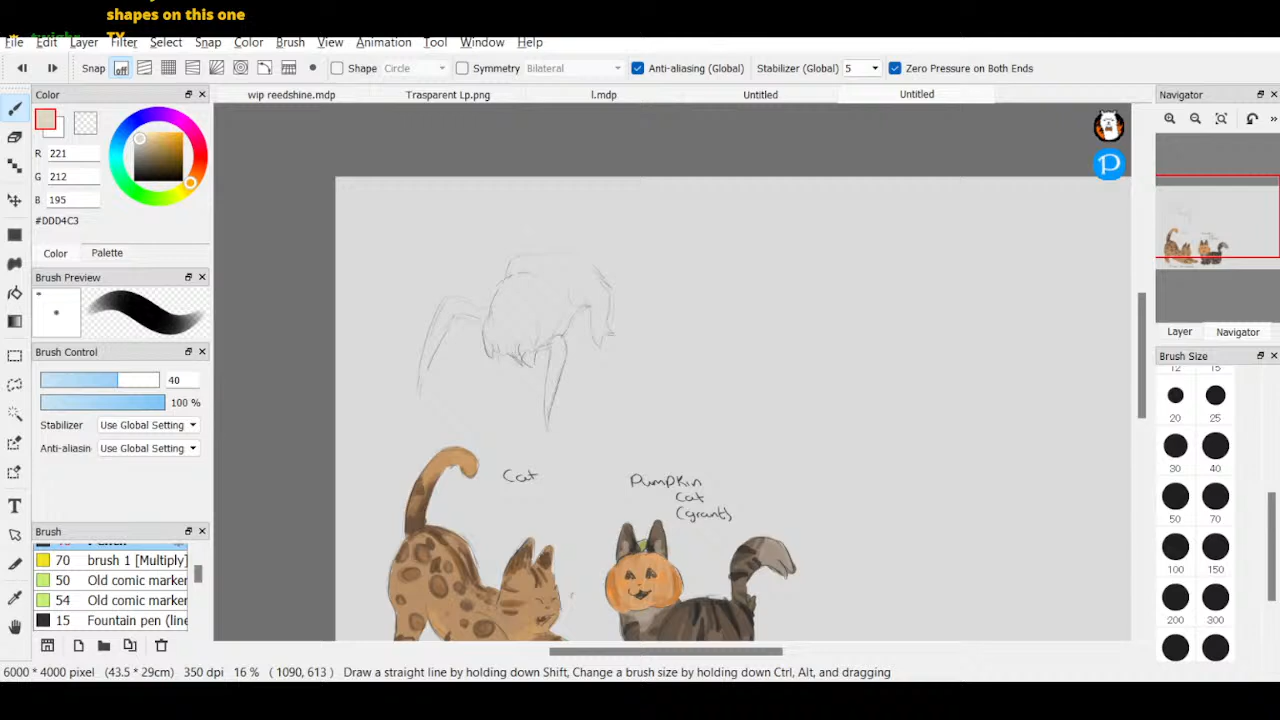 shapes on this one
TY
File Edit Layer Filter Select Snap Color Brush View Animation Tool Window Help
Snap off Shape Circle Symmetry Bilateral Anti-aliasing (Global) Stabilizer (Global) 5 Zero Pressure on Both Ends
Color
wip reedshine.mdp Trasparent Lp.png l.mdp Untitled Untitled
Navigator
R 221
G 212
B 195
#DDD4C3
Color Palette
Brush Preview
Brush Control
40
100 %
Stabilizer Use Global Setting
Anti-aliasin Use Global Setting
Brush
70 brush 1 [Multiply]
50 Old comic marker
54 Old comic marker
15 Fountain pen (line
Cat
Pumpkin
Cat
(grant)
P
Layer Navigator
Brush Size
12 15
20 25
30 40
50 70
100 150
200 300
6000 * 4000 pixel (43.5 * 29cm) 350 dpi 16 % ( 1090, 613 ) Draw a straight line by holding down Shift, Change a brush size by holding down Ctrl, Alt, and dragging